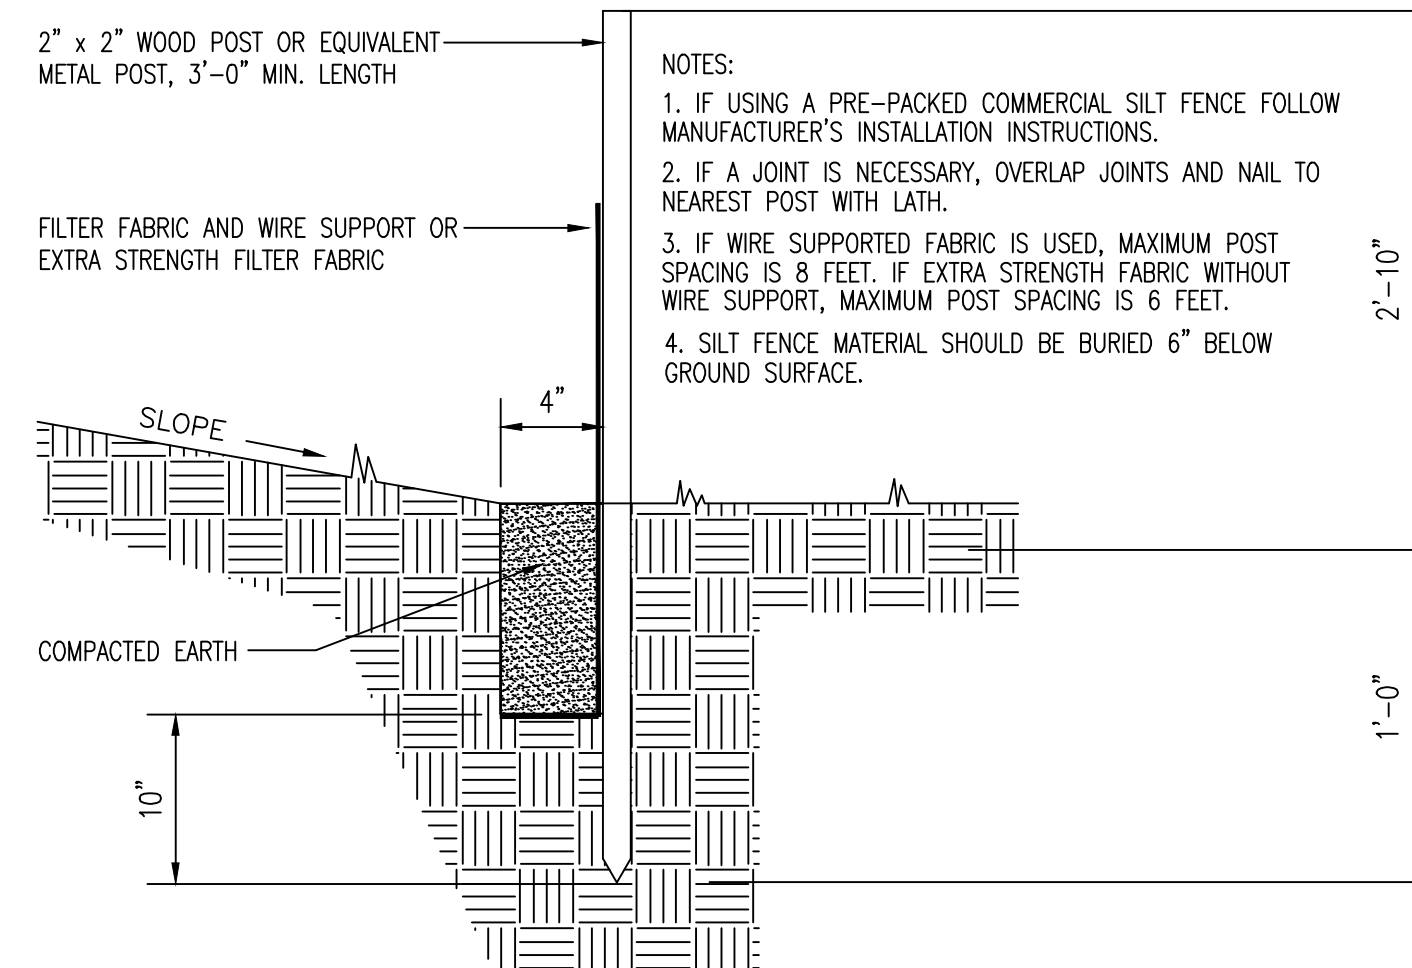 2” x 2” WOOD POST OR EQUIVALENT
METAL POST, 3’-0” MIN. LENGTH
FILTER FABRIC AND WIRE SUPPORT OR
EXTRA STRENGTH FILTER FABRIC
NOTES:
1. IF USING A PRE-PACKED COMMERCIAL SILT FENCE FOLLOW
MANUFACTURER’S INSTALLATION INSTRUCTIONS.
2. IF A JOINT IS NECESSARY, OVERLAP JOINTS AND NAIL TO
NEAREST POST WITH LATH.
3. IF WIRE SUPPORTED FABRIC IS USED, MAXIMUM POST
SPACING IS 8 FEET. IF EXTRA STRENGTH FABRIC WITHOUT
WIRE SUPPORT, MAXIMUM POST SPACING IS 6 FEET.
4. SILT FENCE MATERIAL SHOULD BE BURIED 6” BELOW
GROUND SURFACE.
2’-10”
4”
SLOPE
COMPACTED EARTH
1’-0”
10”